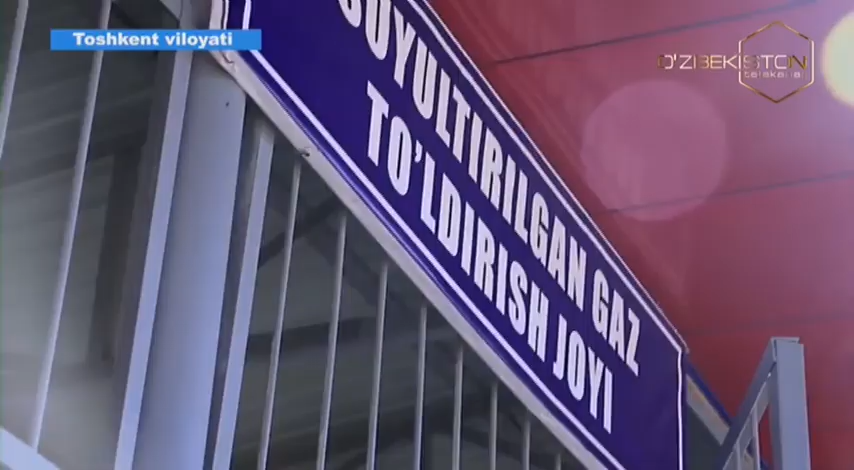 Toshkent viloyati
O'ZBEKISTON
telekanali
SUYULTIRILGAN GAZ
TO'LDIRISH JOYI